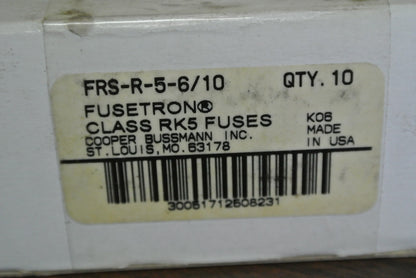 FRS-R-5-6/10 QTY. 10
FUSETRON®
CLASS RK5 FUSES
COOPER BUSSMANN INC. K06
ST. LOUIS, MO. 63178 MADE
IN USA
30051712608231